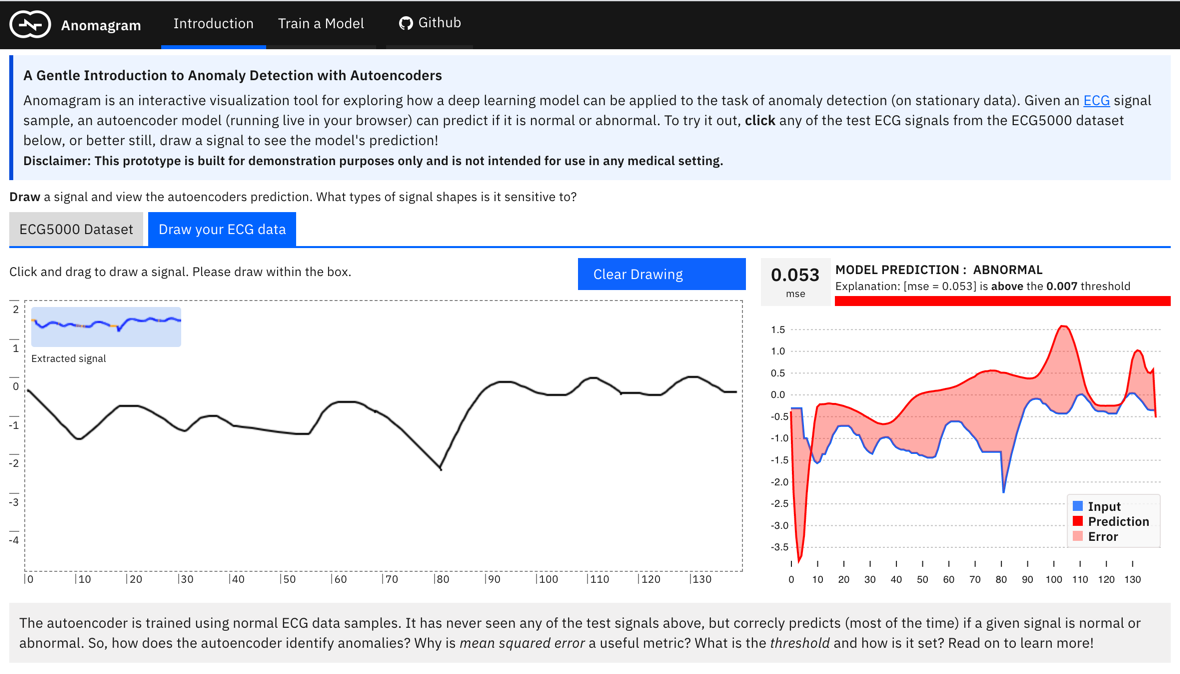 Anomagram
Introduction
Train a Model
Github
A Gentle Introduction to Anomaly Detection with Autoencoders
Anomagram is an interactive visualization tool for exploring how a deep learning model can be applied to the task of anomaly detection (on stationary data). Given an ECG signal
sample, an autoencoder model (running live in your browser) can predict if it is normal or abnormal. To try it out, click any of the test ECG signals from the ECG5000 dataset
below, or better still, draw a signal to see the model's prediction!
Disclaimer: This prototype is built for demonstration purposes only and is not intended for use in any medical setting.
Draw a signal and view the autoencoders prediction. What types of signal shapes is it sensitive to?
ECG5000 Dataset
Draw your ECG data
Click and drag to draw a signal. Please draw within the box.
Clear Drawing
2
1
0
-1
-2
-3
-4
Extracted signal
0 10 20 30 40 50 60 70 80 90 100 110 120 130
0.053
mse
MODEL PREDICTION : ABNORMAL
Explanation: [mse = 0.053] is above the 0.007 threshold
1.5
1.0
0.5
0.0
-0.5
-1.0
-1.5
-2.0
-2.5
-3.0
-3.5
Input
Prediction
Error
0 10 20 30 40 50 60 70 80 90 100 110 120 130
The autoencoder is trained using normal ECG data samples. It has never seen any of the test signals above, but correcly predicts (most of the time) if a given signal is normal or
abnormal. So, how does the autoencoder identify anomalies? Why is mean squared error a useful metric? What is the threshold and how is it set? Read on to learn more!